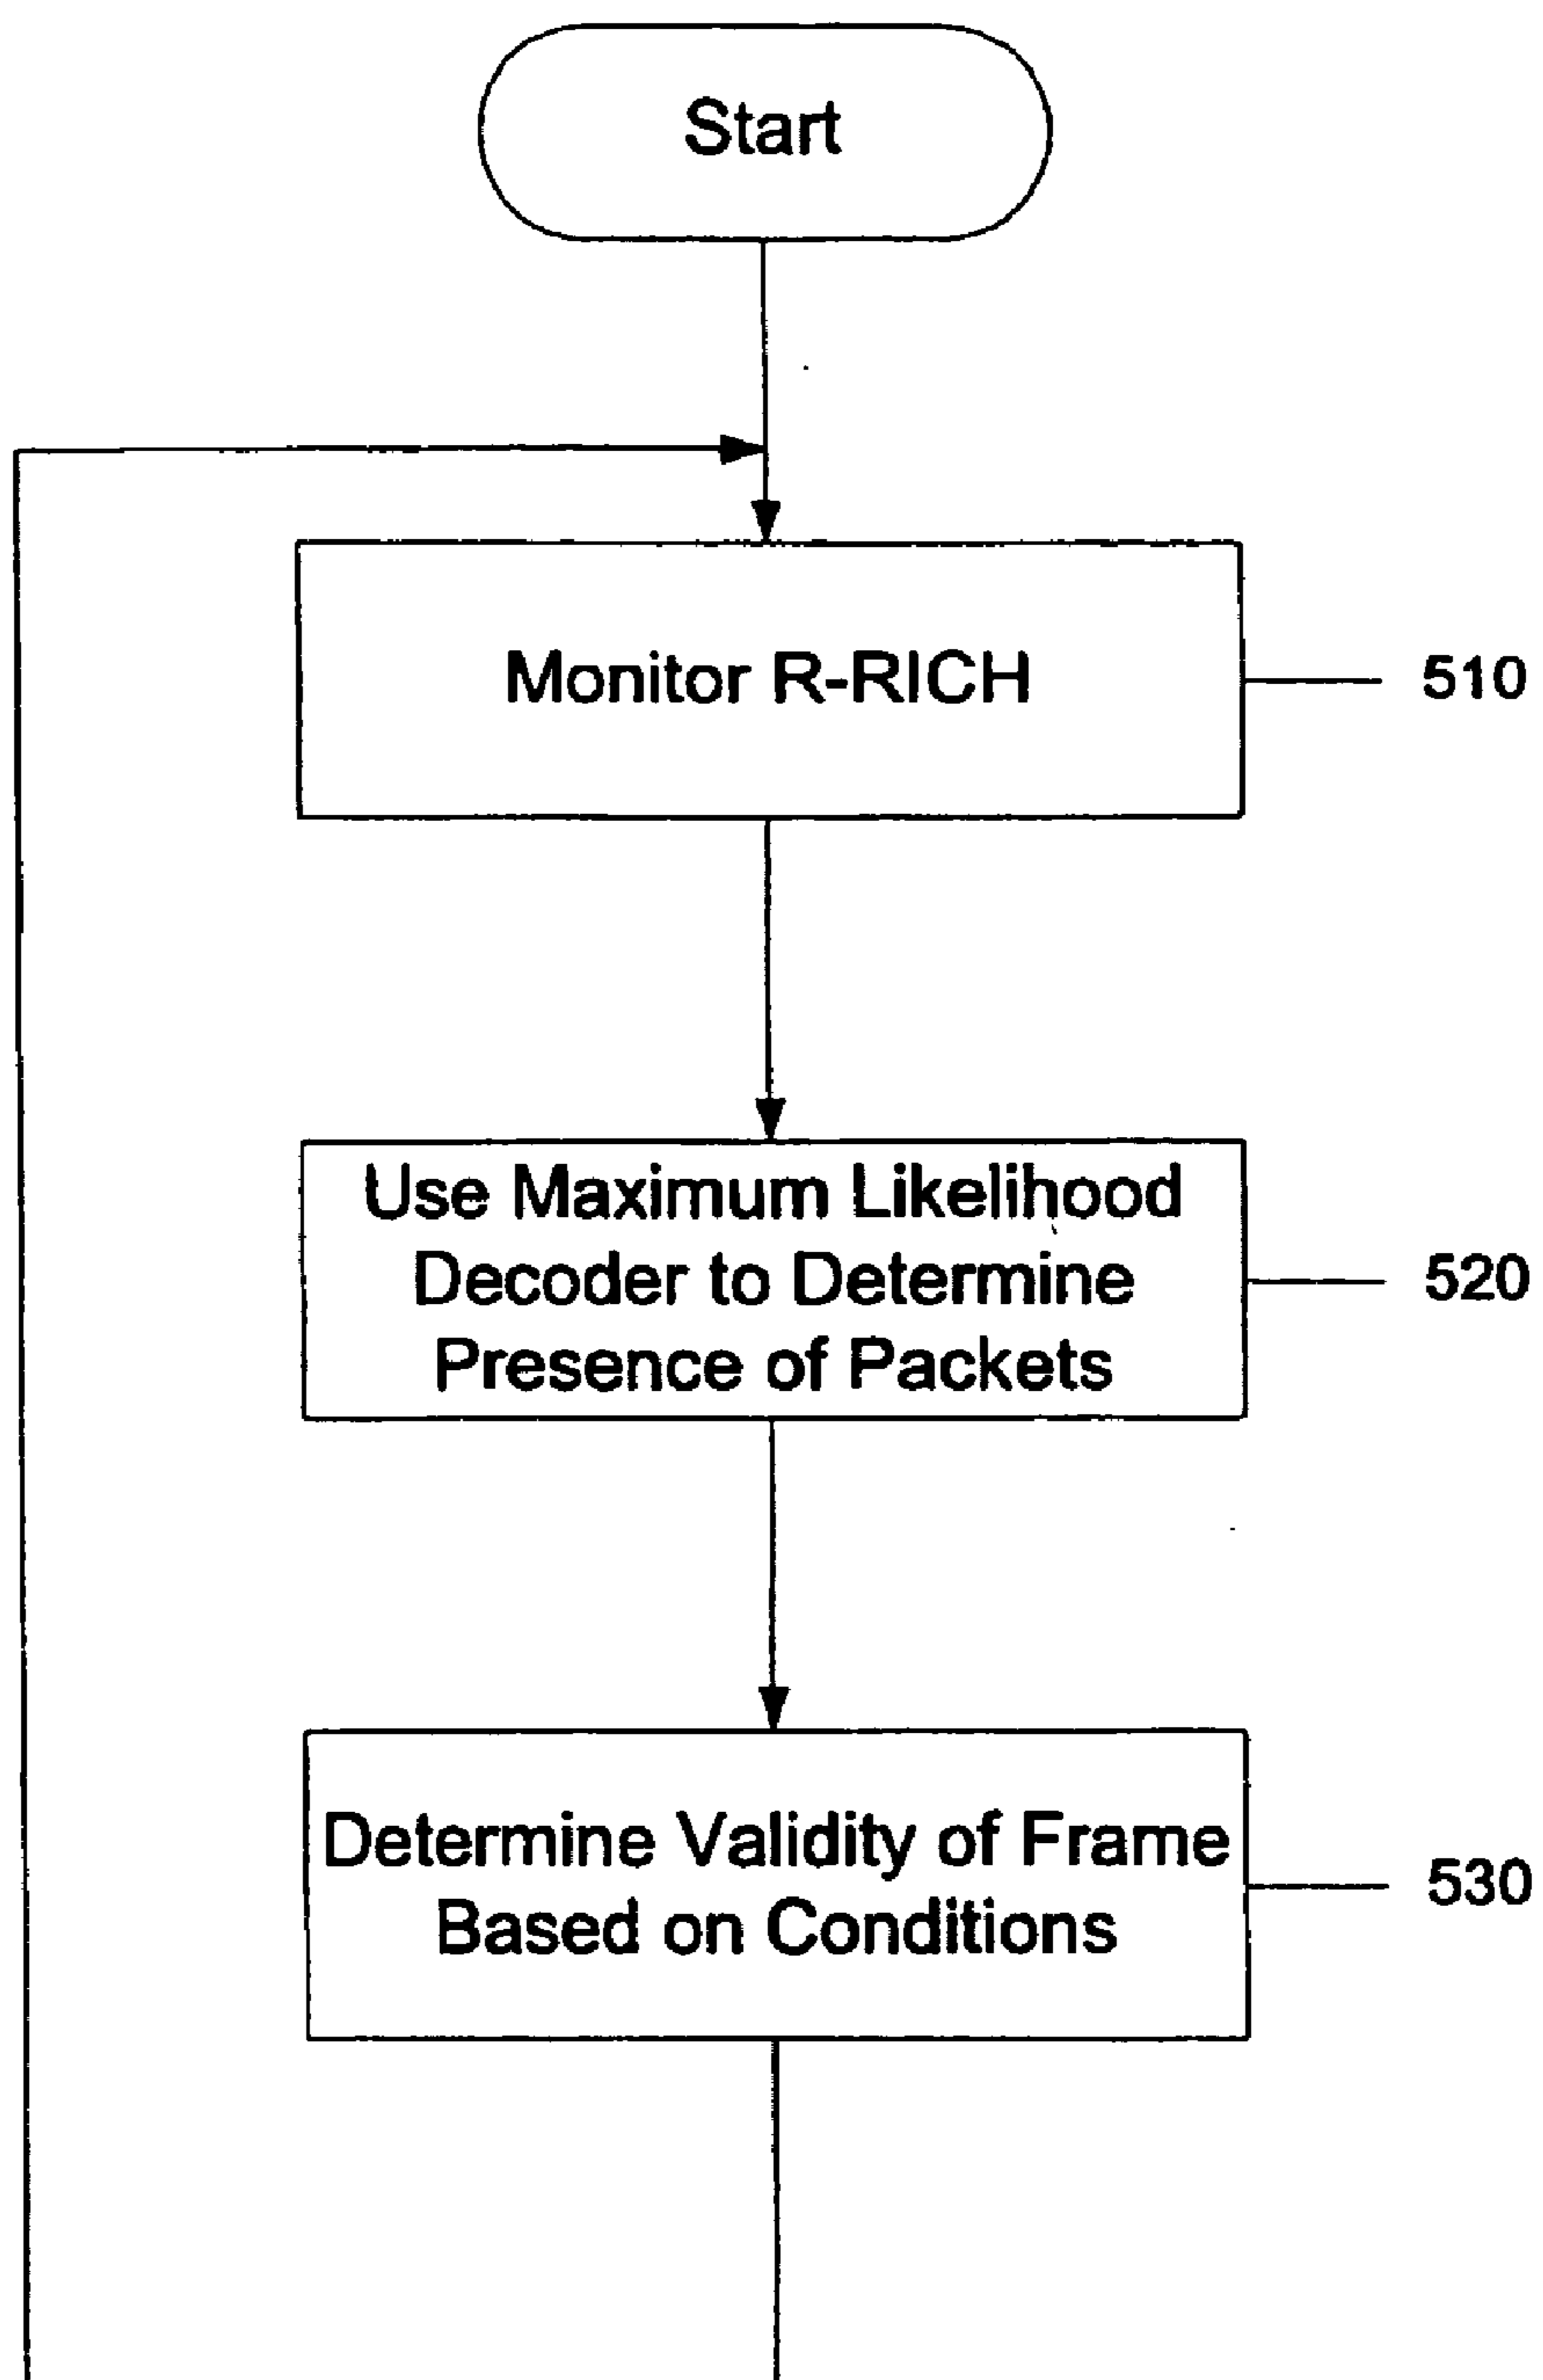 Start
Monitor R-RICH
510
Use Maximum Likelihood
Decoder to Determine
Presence of Packets
520
Determine Validity of Frame
Based on Conditions
530